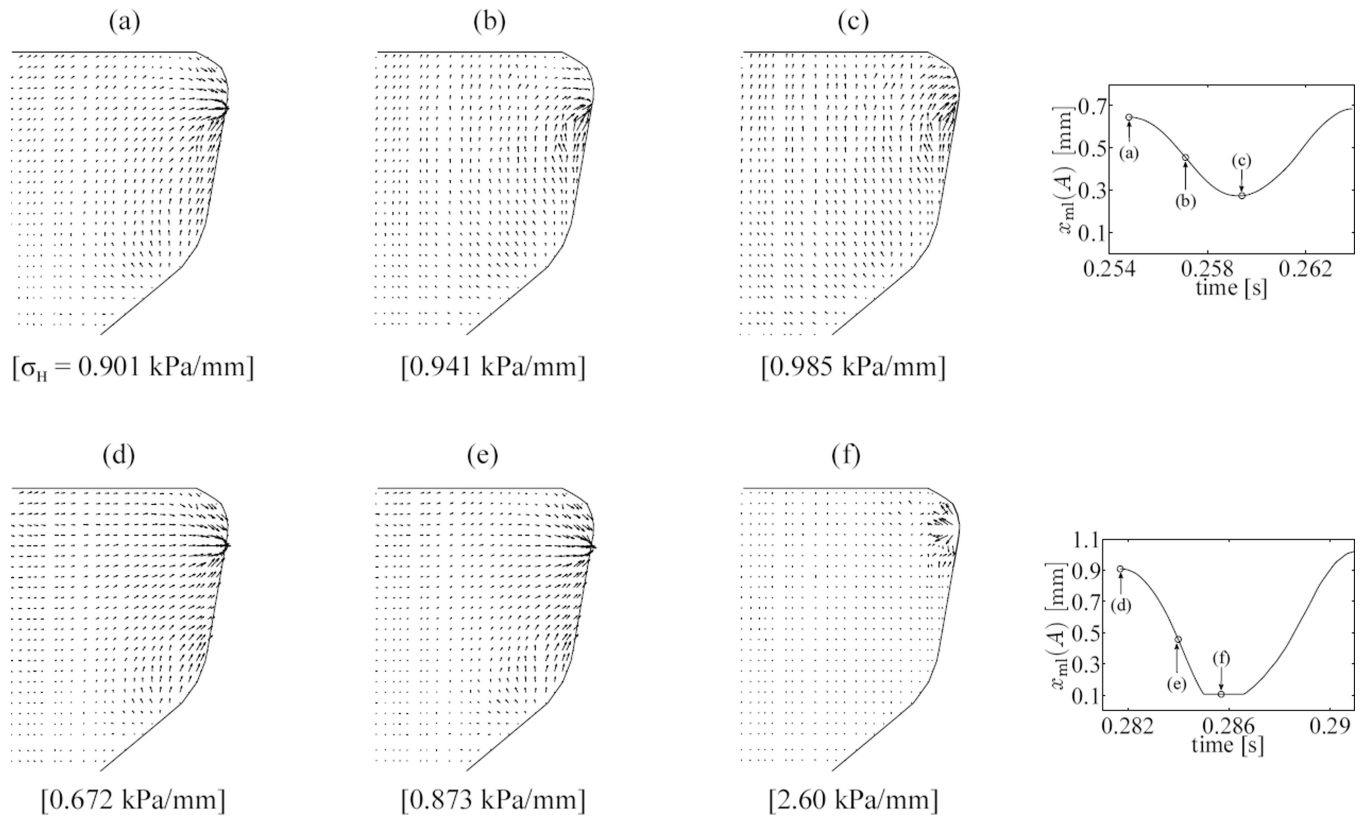 (a)
(b)
(c)
[σH = 0.901 kPa/mm]
[0.941 kPa/mm]
[0.985 kPa/mm]
xml(A) [mm]
0.7
0.5
0.3
0.1
(a)
(b)
(c)
0.254
0.258
0.262
time [s]
(d)
(e)
(f)
[0.672 kPa/mm]
[0.873 kPa/mm]
[2.60 kPa/mm]
xml(A) [mm]
1.1
0.9
0.7
0.5
0.3
0.1
(d)
(e)
(f)
0.282
0.286
0.29
time [s]